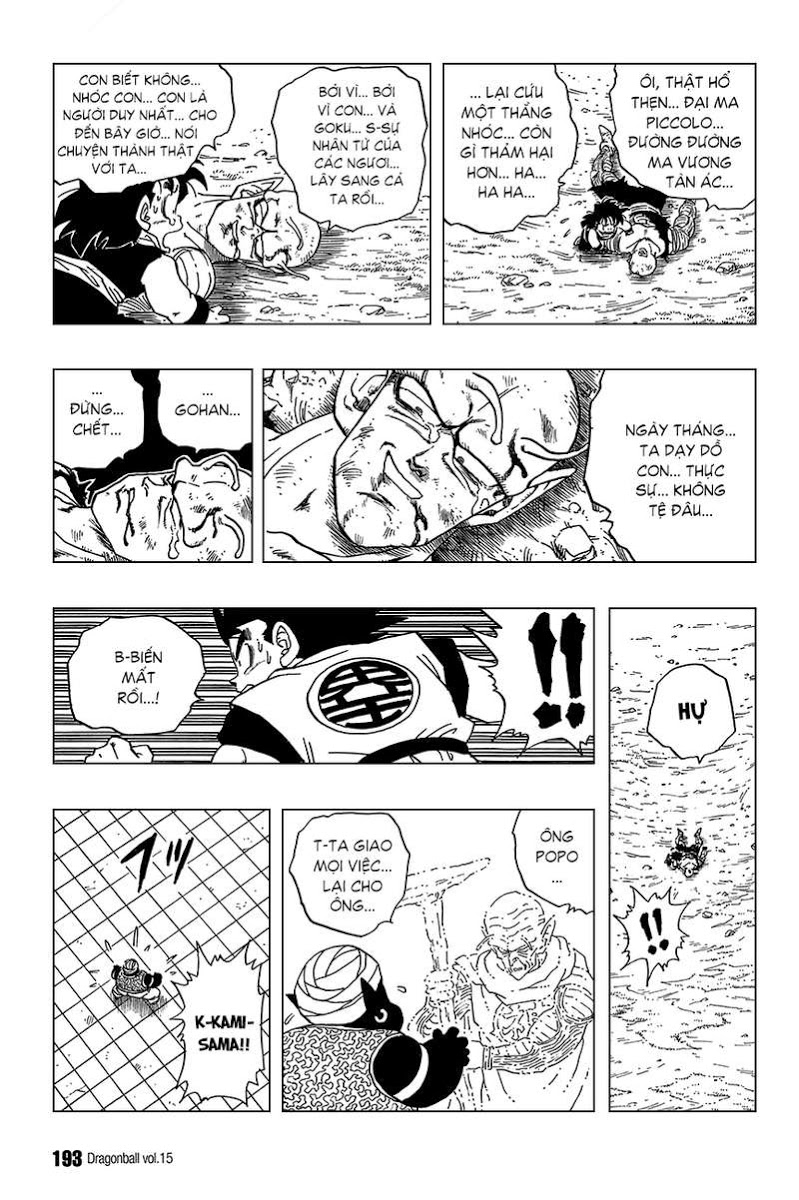 ÔI, THẬT HỔ
THẸN... ĐẠI MA
PICCOLO...
ĐƯỜNG ĐƯỜNG
MA VƯƠNG
TÀN ÁC...
... LẠI CỨU
MỘT THẰNG
NHÓC... CÒN
GÌ THẢM HẠI
HƠN... HA...
HA HA...
BỞI VÌ... BỞI
VÌ CON... VÀ
GOKU... S-SỰ
NHÂN TỪ CỦA
CÁC NGƯƠI...
LÂY SANG CẢ
TA RỒI...
CON BIẾT KHÔNG...
NHÓC CON... CON LÀ
NGƯỜI DUY NHẤT... CHO
ĐẾN BÂY GIỜ... NÓI
CHUYỆN THÀNH THẬT
VỚI TA...
NGÀY THÁNG...
TA DẠY DỖ
CON... THỰC
SỰ... KHÔNG
TỆ ĐÂU...
...
GOHAN...
...
ĐỪNG...
CHẾT...
HỰ
!!
!!
B-BIẾN
MẤT
RỒI...!
ÔNG
POPO
...
T-TA GIAO
MỌI VIỆC...
LẠI CHO
ÔNG...
フッ
K-KAMI-
SAMA!!
193 Dragonball vol.15